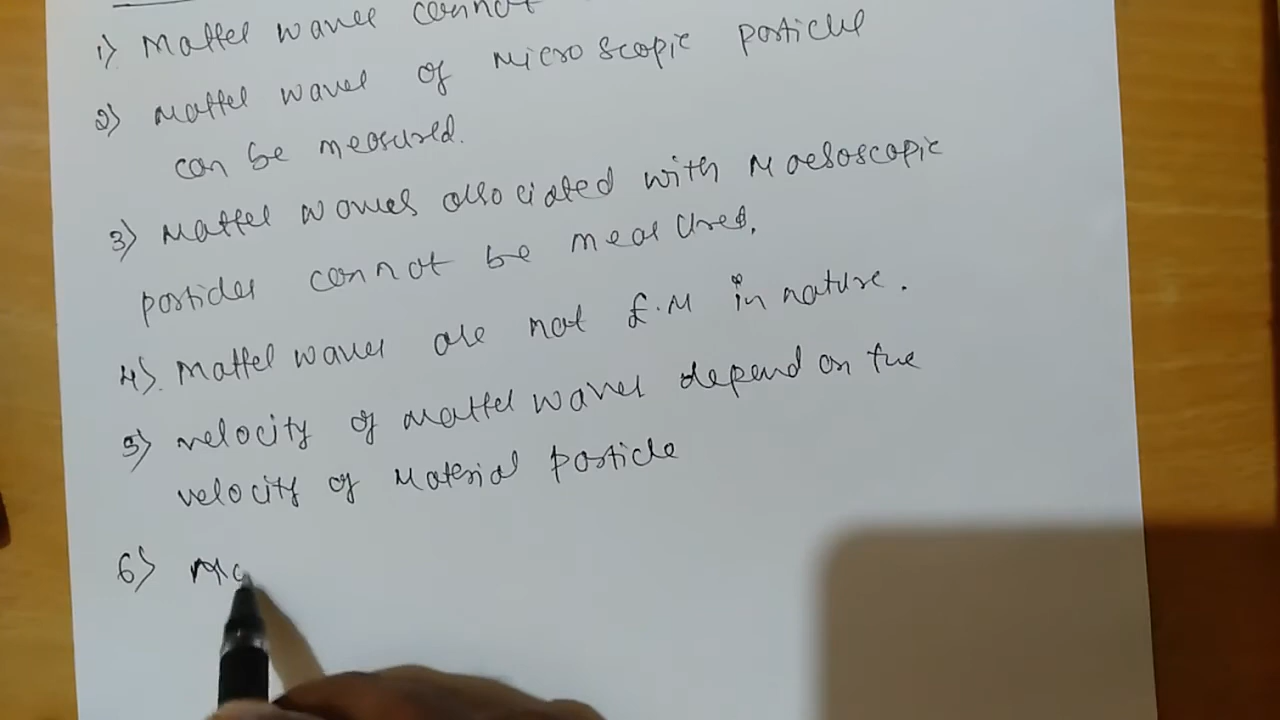 1) Matter waves cannot
2) Matter waves of microscopic particle
can be measured.
3) Matter waves associated with Macroscopic
particles cannot be measured.
4) Matter waves are not E.M in nature.
5) velocity of matter waves depend on the
velocity of Material particle
6) Ma